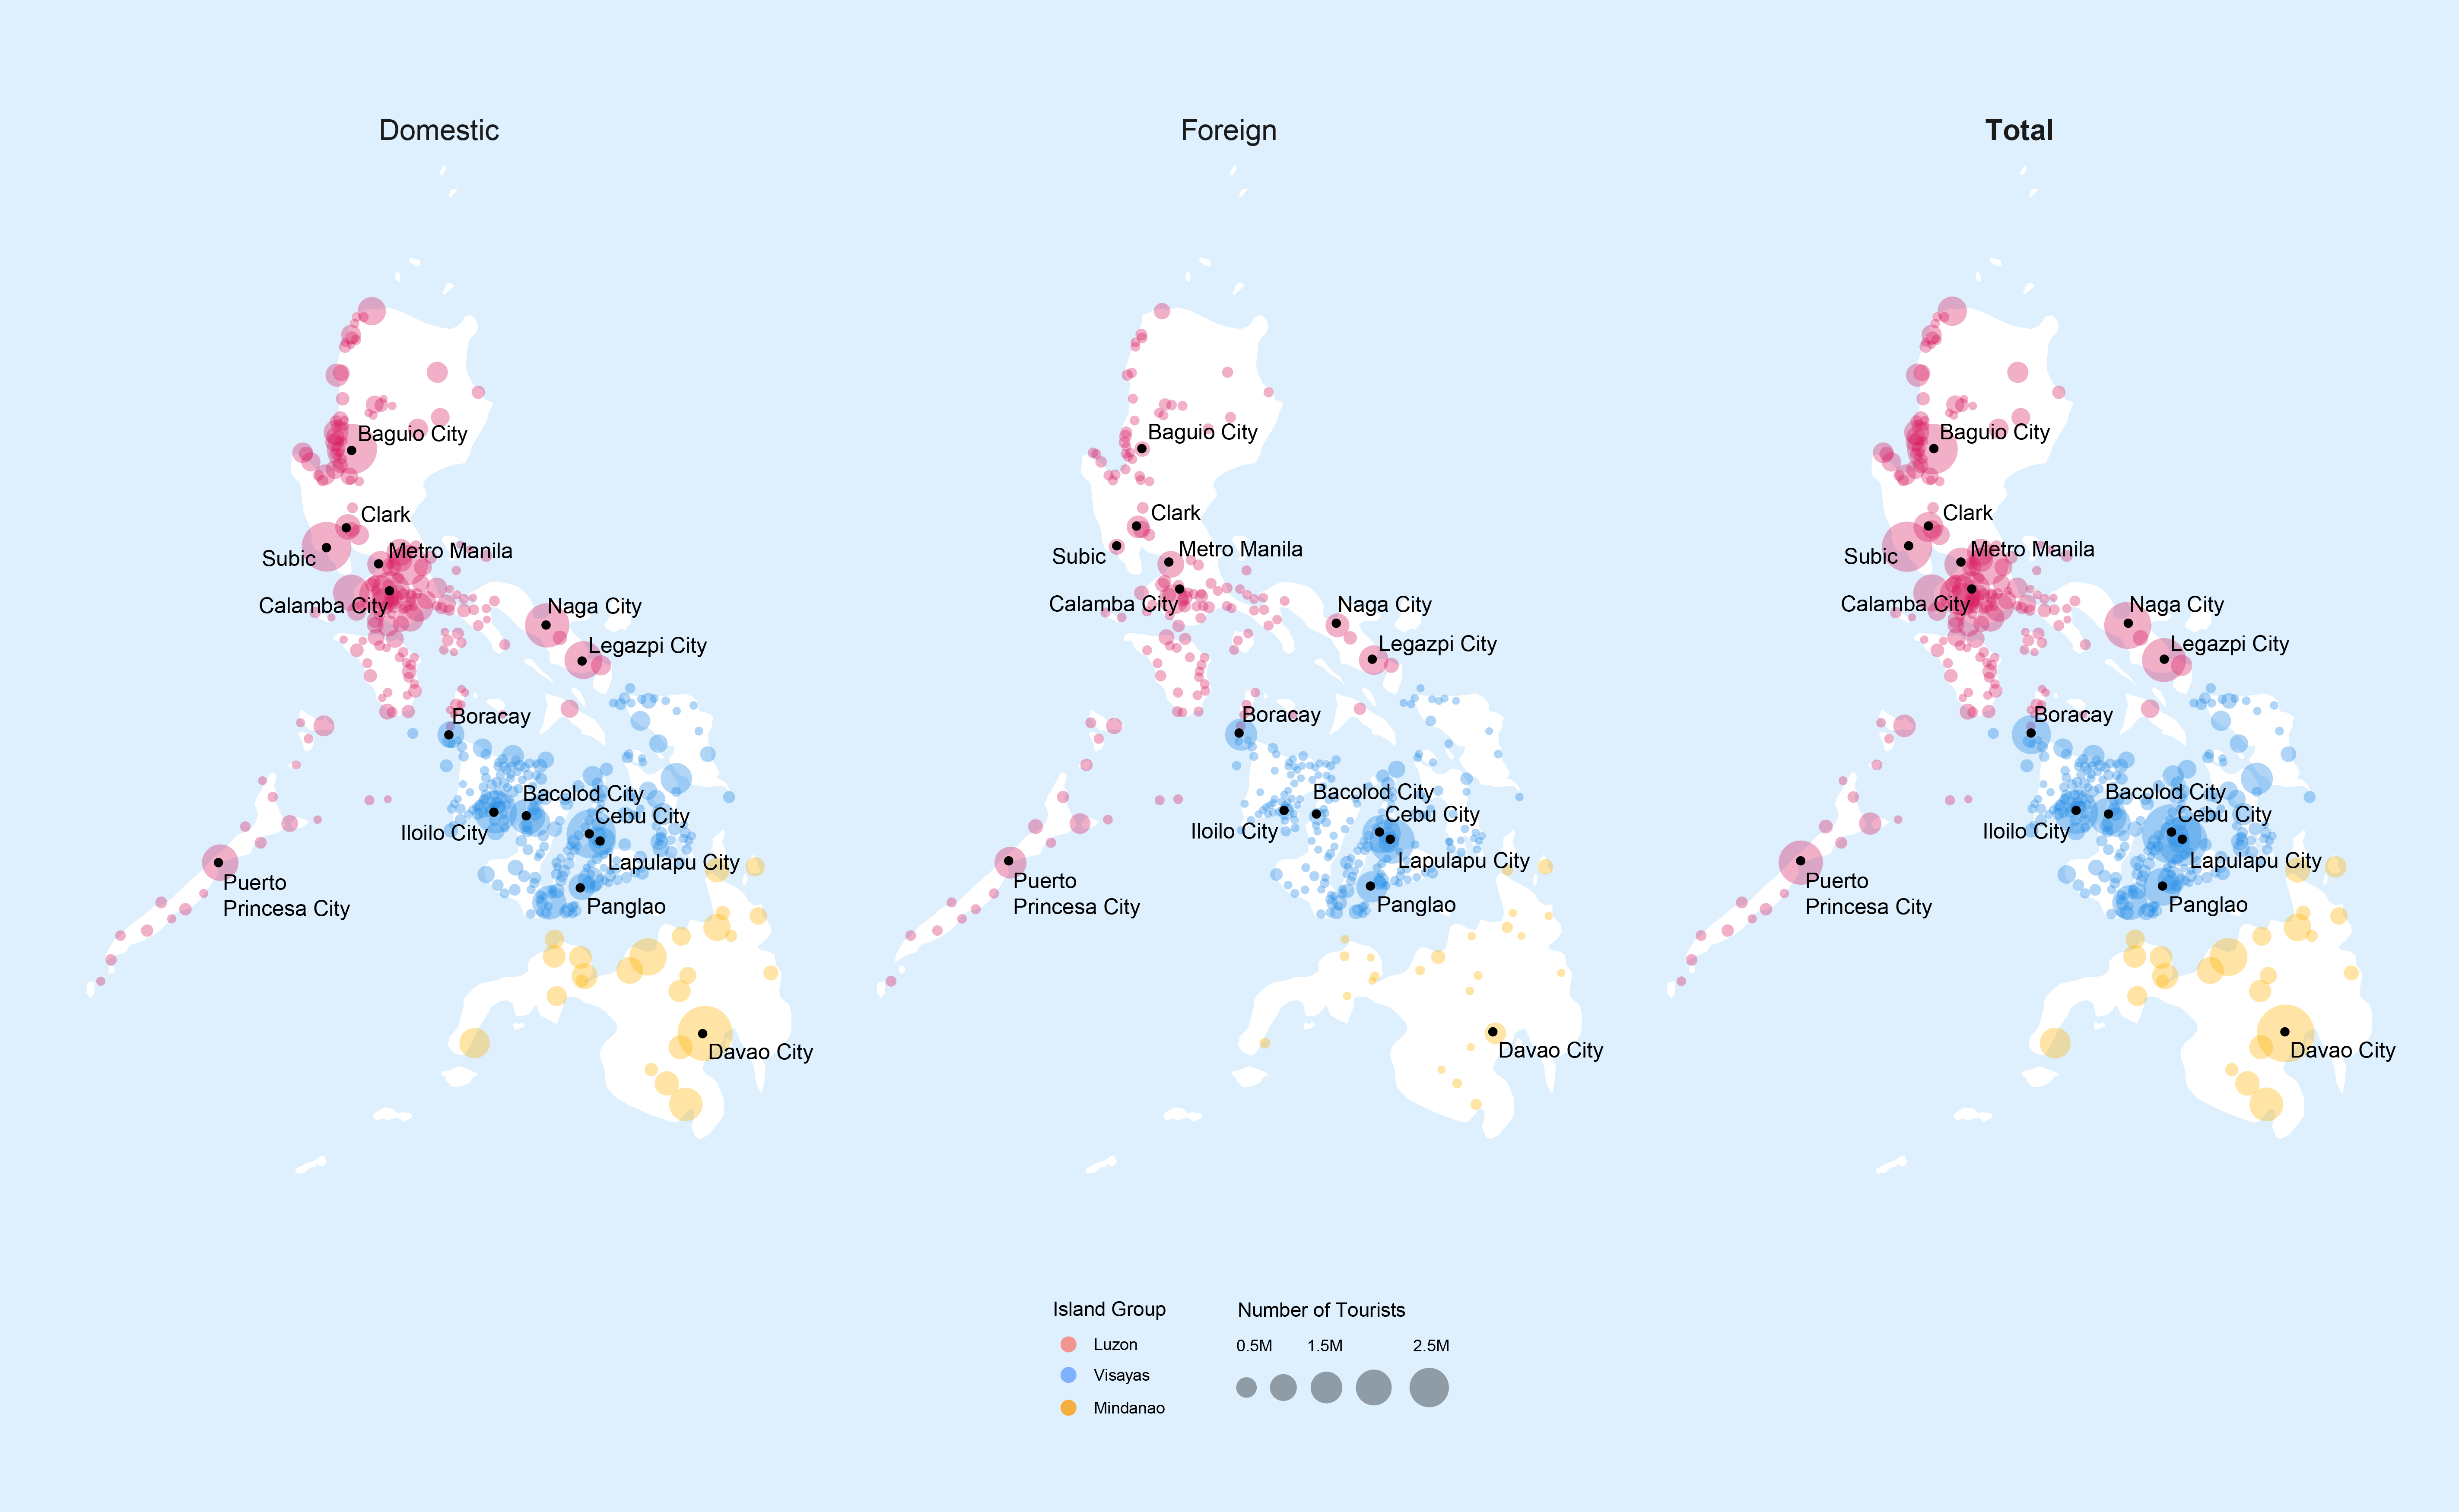 Domestic
Foreign
Total
Baguio City
Clark
Subic
Metro Manila
Calamba City
Naga City
Legazpi City
Boracay
Bacolod City
Cebu City
Iloilo City
Lapulapu City
Puerto
Princesa City
Panglao
Davao City
Baguio City
Clark
Subic
Metro Manila
Calamba City
Naga City
Legazpi City
Boracay
Bacolod City
Cebu City
Iloilo City
Lapulapu City
Puerto
Princesa City
Panglao
Davao City
Baguio City
Clark
Subic
Metro Manila
Calamba City
Naga City
Legazpi City
Boracay
Bacolod City
Cebu City
Iloilo City
Lapulapu City
Puerto
Princesa City
Panglao
Davao City
Island Group
Luzon
Visayas
Mindanao
Number of Tourists
0.5M 1.5M 2.5M